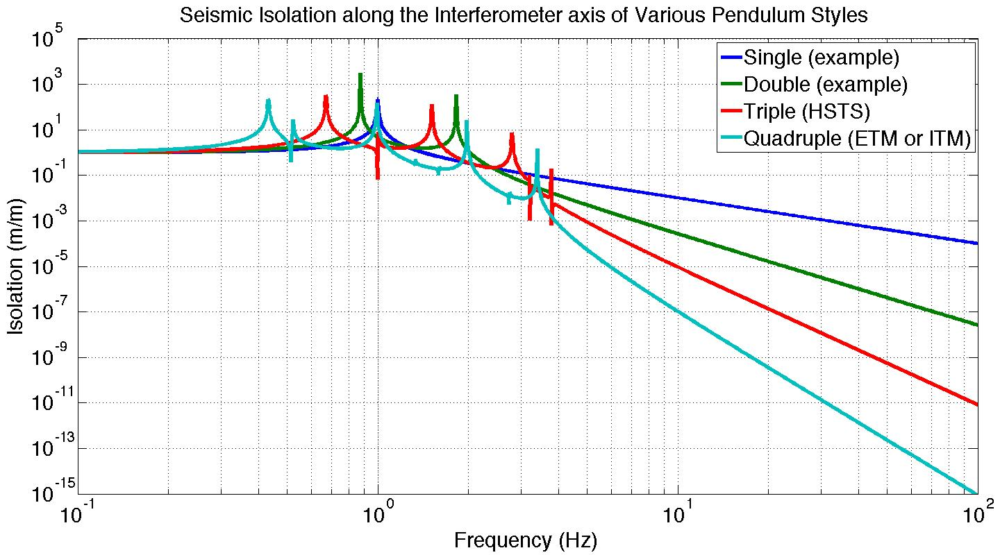 Seismic Isolation along the Interferometer axis of Various Pendulum Styles
Isolation (m/m)
10^5
10^3
10^1
10^-1
10^-3
10^-5
10^-7
10^-9
10^-11
10^-13
10^-15
Single (example)
Double (example)
Triple (HSTS)
Quadruple (ETM or ITM)
10^-1 10^0 10^1 10^2
Frequency (Hz)